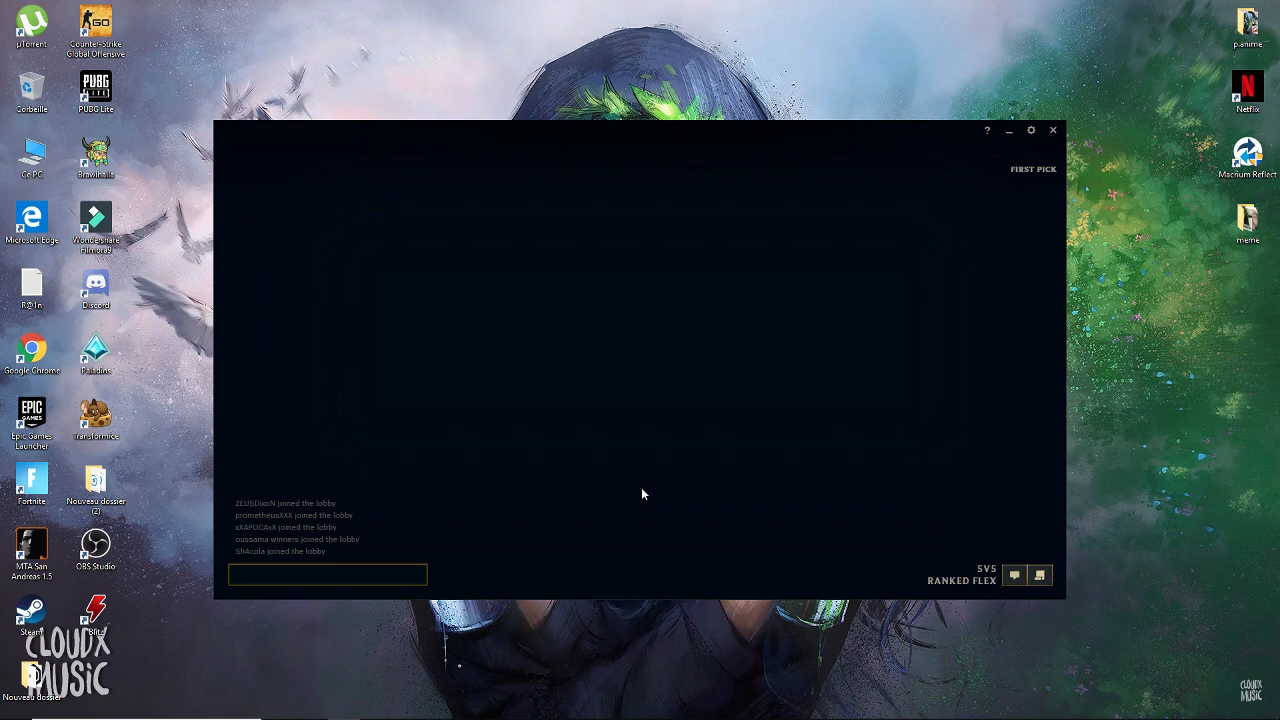 µTorrent
Counter-Strike
Global Offensive
Corbeille
PUBG
LITE
PUBG Lite
Ce PC
Brawlhalla
Microsoft Edge
Wondershare
Filmora9
R@1n
Discord
Google Chrome
Paladins
EPIC
GAMES
Epic Games
Launcher
Transformice
Fortnite
Nouveau dossier
(2)
MTA San
Andreas 1.5
OBS Studio
Steam
Blitz
Nouveau dossier
CLOUDX
MUSIC
?
FIRST PICK
ZEUSDixoN joined the lobby
prometheusXXX joined the lobby
xXAPOCAxX joined the lobby
oussama winners joined the lobby
Sh4cola joined the lobby
5V5
RANKED FLEX
p.anime
Netflix
Macrium Reflect
meme
CLOUDX
MUSIC